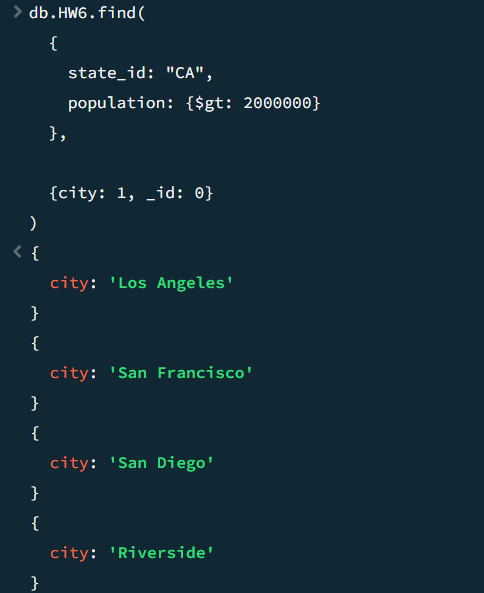 > db.HW6.find(
{
state_id: "CA",
population: {$gt: 2000000}
},
{city: 1, _id: 0}
)
< {
city: 'Los Angeles'
}
{
city: 'San Francisco'
}
{
city: 'San Diego'
}
{
city: 'Riverside'
}